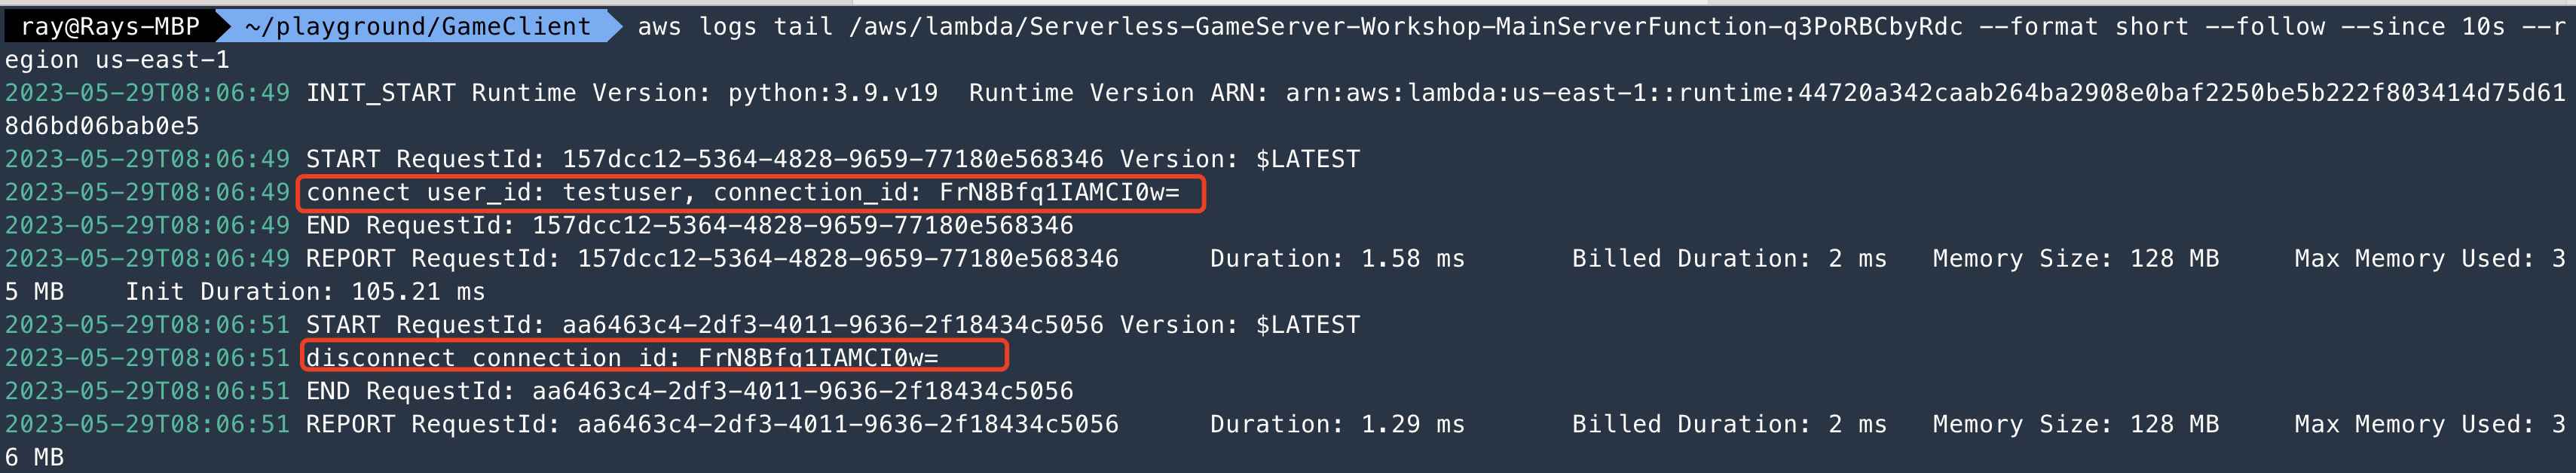 ray@Rays-MBP ~/playground/GameClient aws logs tail /aws/lambda/Serverless-GameServer-Workshop-MainServerFunction-q3PoRBCbyRdc --format short --follow --since 10s --r
egion us-east-1
2023-05-29T08:06:49 INIT_START Runtime Version: python:3.9.v19  Runtime Version ARN: arn:aws:lambda:us-east-1::runtime:44720a342caab264ba2908e0baf2250be5b222f803414d75d61
8d6bd06bab0e5
2023-05-29T08:06:49 START RequestId: 157dcc12-5364-4828-9659-77180e568346 Version: $LATEST
2023-05-29T08:06:49 connect user_id: testuser, connection_id: FrN8Bfq1IAMCI0w=
2023-05-29T08:06:49 END RequestId: 157dcc12-5364-4828-9659-77180e568346
2023-05-29T08:06:49 REPORT RequestId: 157dcc12-5364-4828-9659-77180e568346      Duration: 1.58 ms       Billed Duration: 2 ms   Memory Size: 128 MB     Max Memory Used: 3
5 MB    Init Duration: 105.21 ms
2023-05-29T08:06:51 START RequestId: aa6463c4-2df3-4011-9636-2f18434c5056 Version: $LATEST
2023-05-29T08:06:51 disconnect connection_id: FrN8Bfq1IAMCI0w=
2023-05-29T08:06:51 END RequestId: aa6463c4-2df3-4011-9636-2f18434c5056
2023-05-29T08:06:51 REPORT RequestId: aa6463c4-2df3-4011-9636-2f18434c5056      Duration: 1.29 ms       Billed Duration: 2 ms   Memory Size: 128 MB     Max Memory Used: 3
6 MB